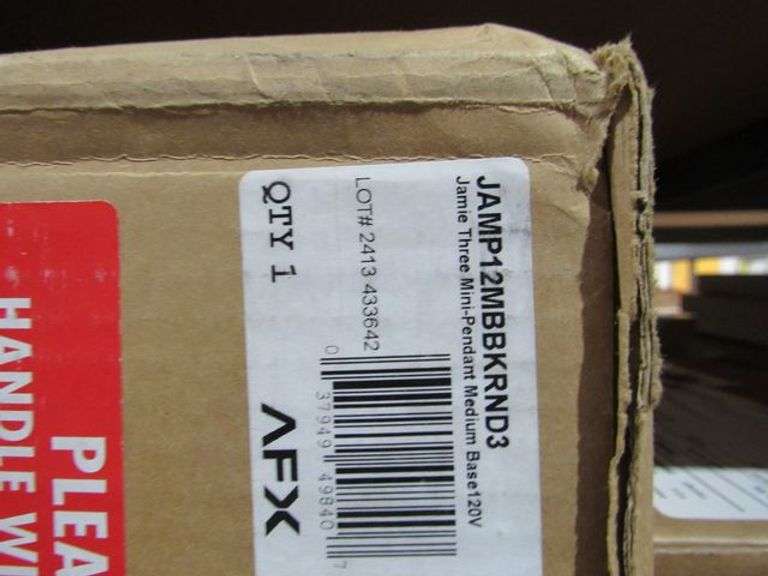 JAMP12MBBKRND3
Jamie Three Mini-Pendant Medium Base120V
LOT# 2413 433642
0 37949 49840 7
QTY 1
AFX
PLEA
HANDLE WI